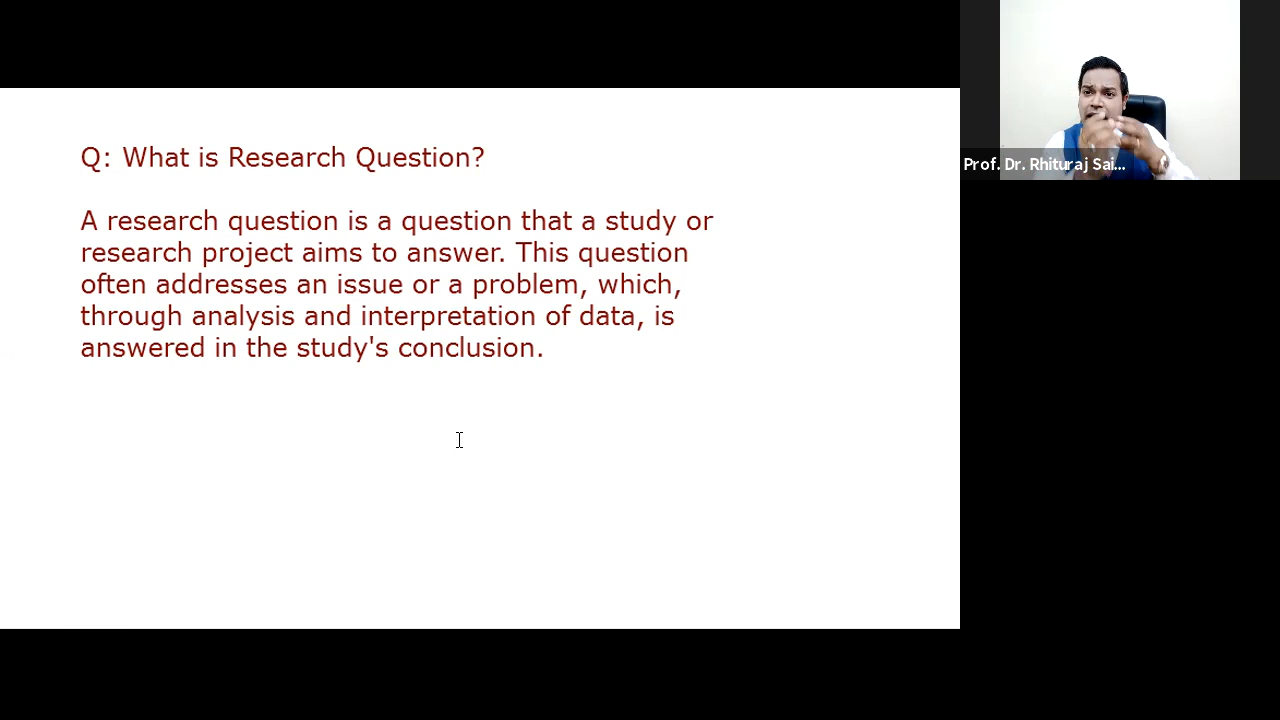 Q: What is Research Question?
A research question is a question that a study or
research project aims to answer. This question
often addresses an issue or a problem, which,
through analysis and interpretation of data, is
answered in the study's conclusion.
Prof. Dr. Rhituraj Sai...